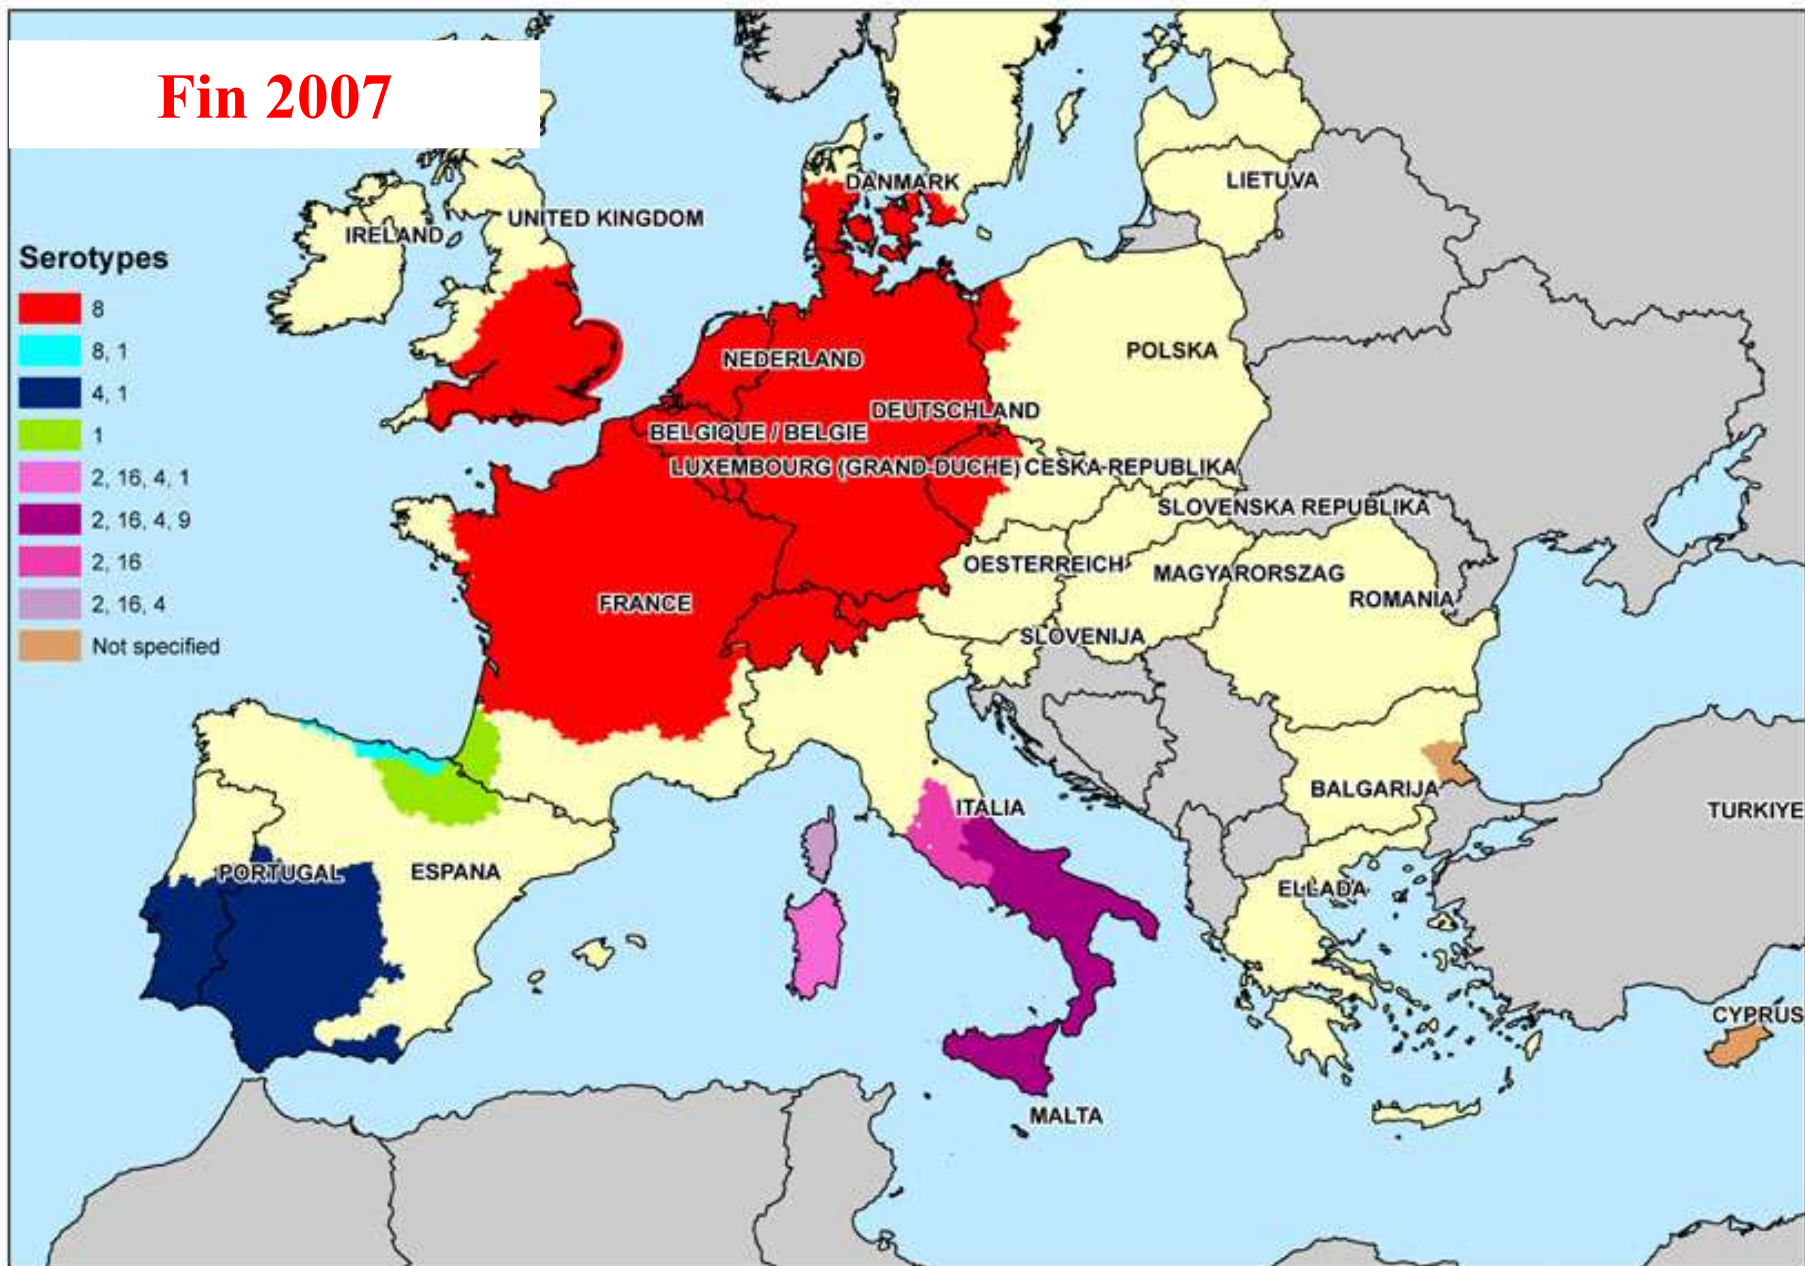 Fin 2007
DANMARK
LIETUVA
UNITED KINGDOM
IRELAND
Serotypes
8
8, 1
4, 1
1
2, 16, 4, 1
2, 16, 4, 9
2, 16
2, 16, 4
Not specified
POLSKA
NEDERLAND
DEUTSCHLAND
BELGIQUE / BELGIE
LUXEMBOURG (GRAND-DUCHE)
CESKA REPUBLIKA
SLOVENSKA REPUBLIKA
OESTERREICH
MAGYARORSZAG
FRANCE
ROMANIA
SLOVENIJA
BALGARIJA
ITALIA
TURKIYE
PORTUGAL
ESPANA
ELLADA
CYPRUS
MALTA